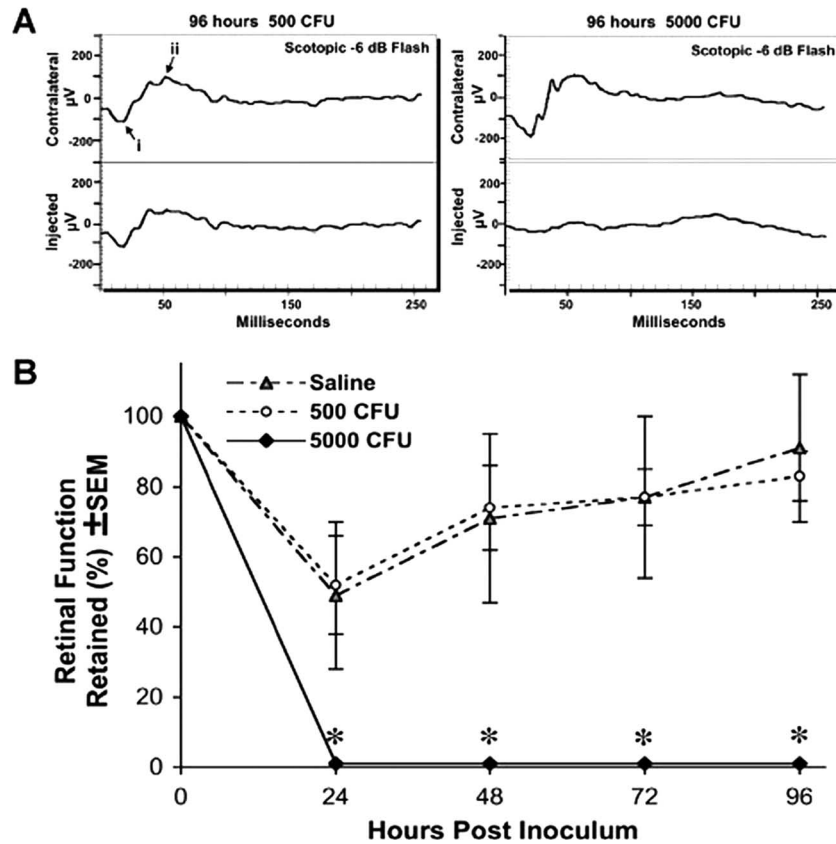 A
96 hours 500 CFU
Scotopic -6 dB Flash
Contralateral
µV
200
0
-200
ii
i
Injected
µV
200
0
-200
50
150
250
Milliseconds
96 hours 5000 CFU
Scotopic -6 dB Flash
Contralateral
µV
200
0
-200
Injected
µV
200
0
-200
50
150
250
Milliseconds
B
Saline
500 CFU
5000 CFU
Retinal Function
Retained (%) ±SEM
100
80
60
40
20
0
* * * *
0 24 48 72 96
Hours Post Inoculum